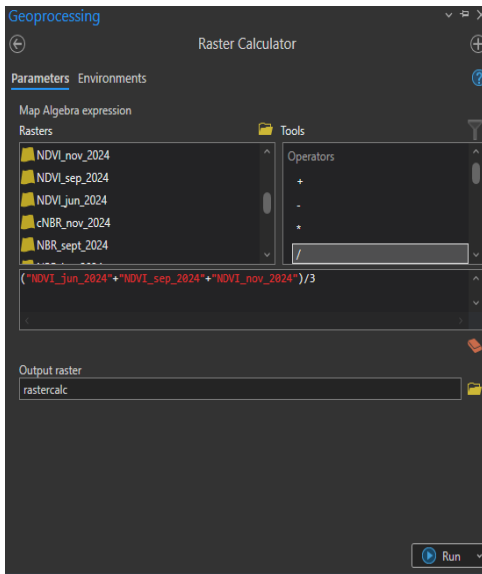 Geoprocessing
Raster Calculator
Parameters Environments
?
Map Algebra expression
Rasters
Tools
NDVI_nov_2024
NDVI_sep_2024
NDVI_jun_2024
cNBR_nov_2024
NBR_sept_2024
Operators
+
-
*
/
("NDVI_jun_2024"+"NDVI_sep_2024"+"NDVI_nov_2024")/3
Output raster
rastercalc
Run